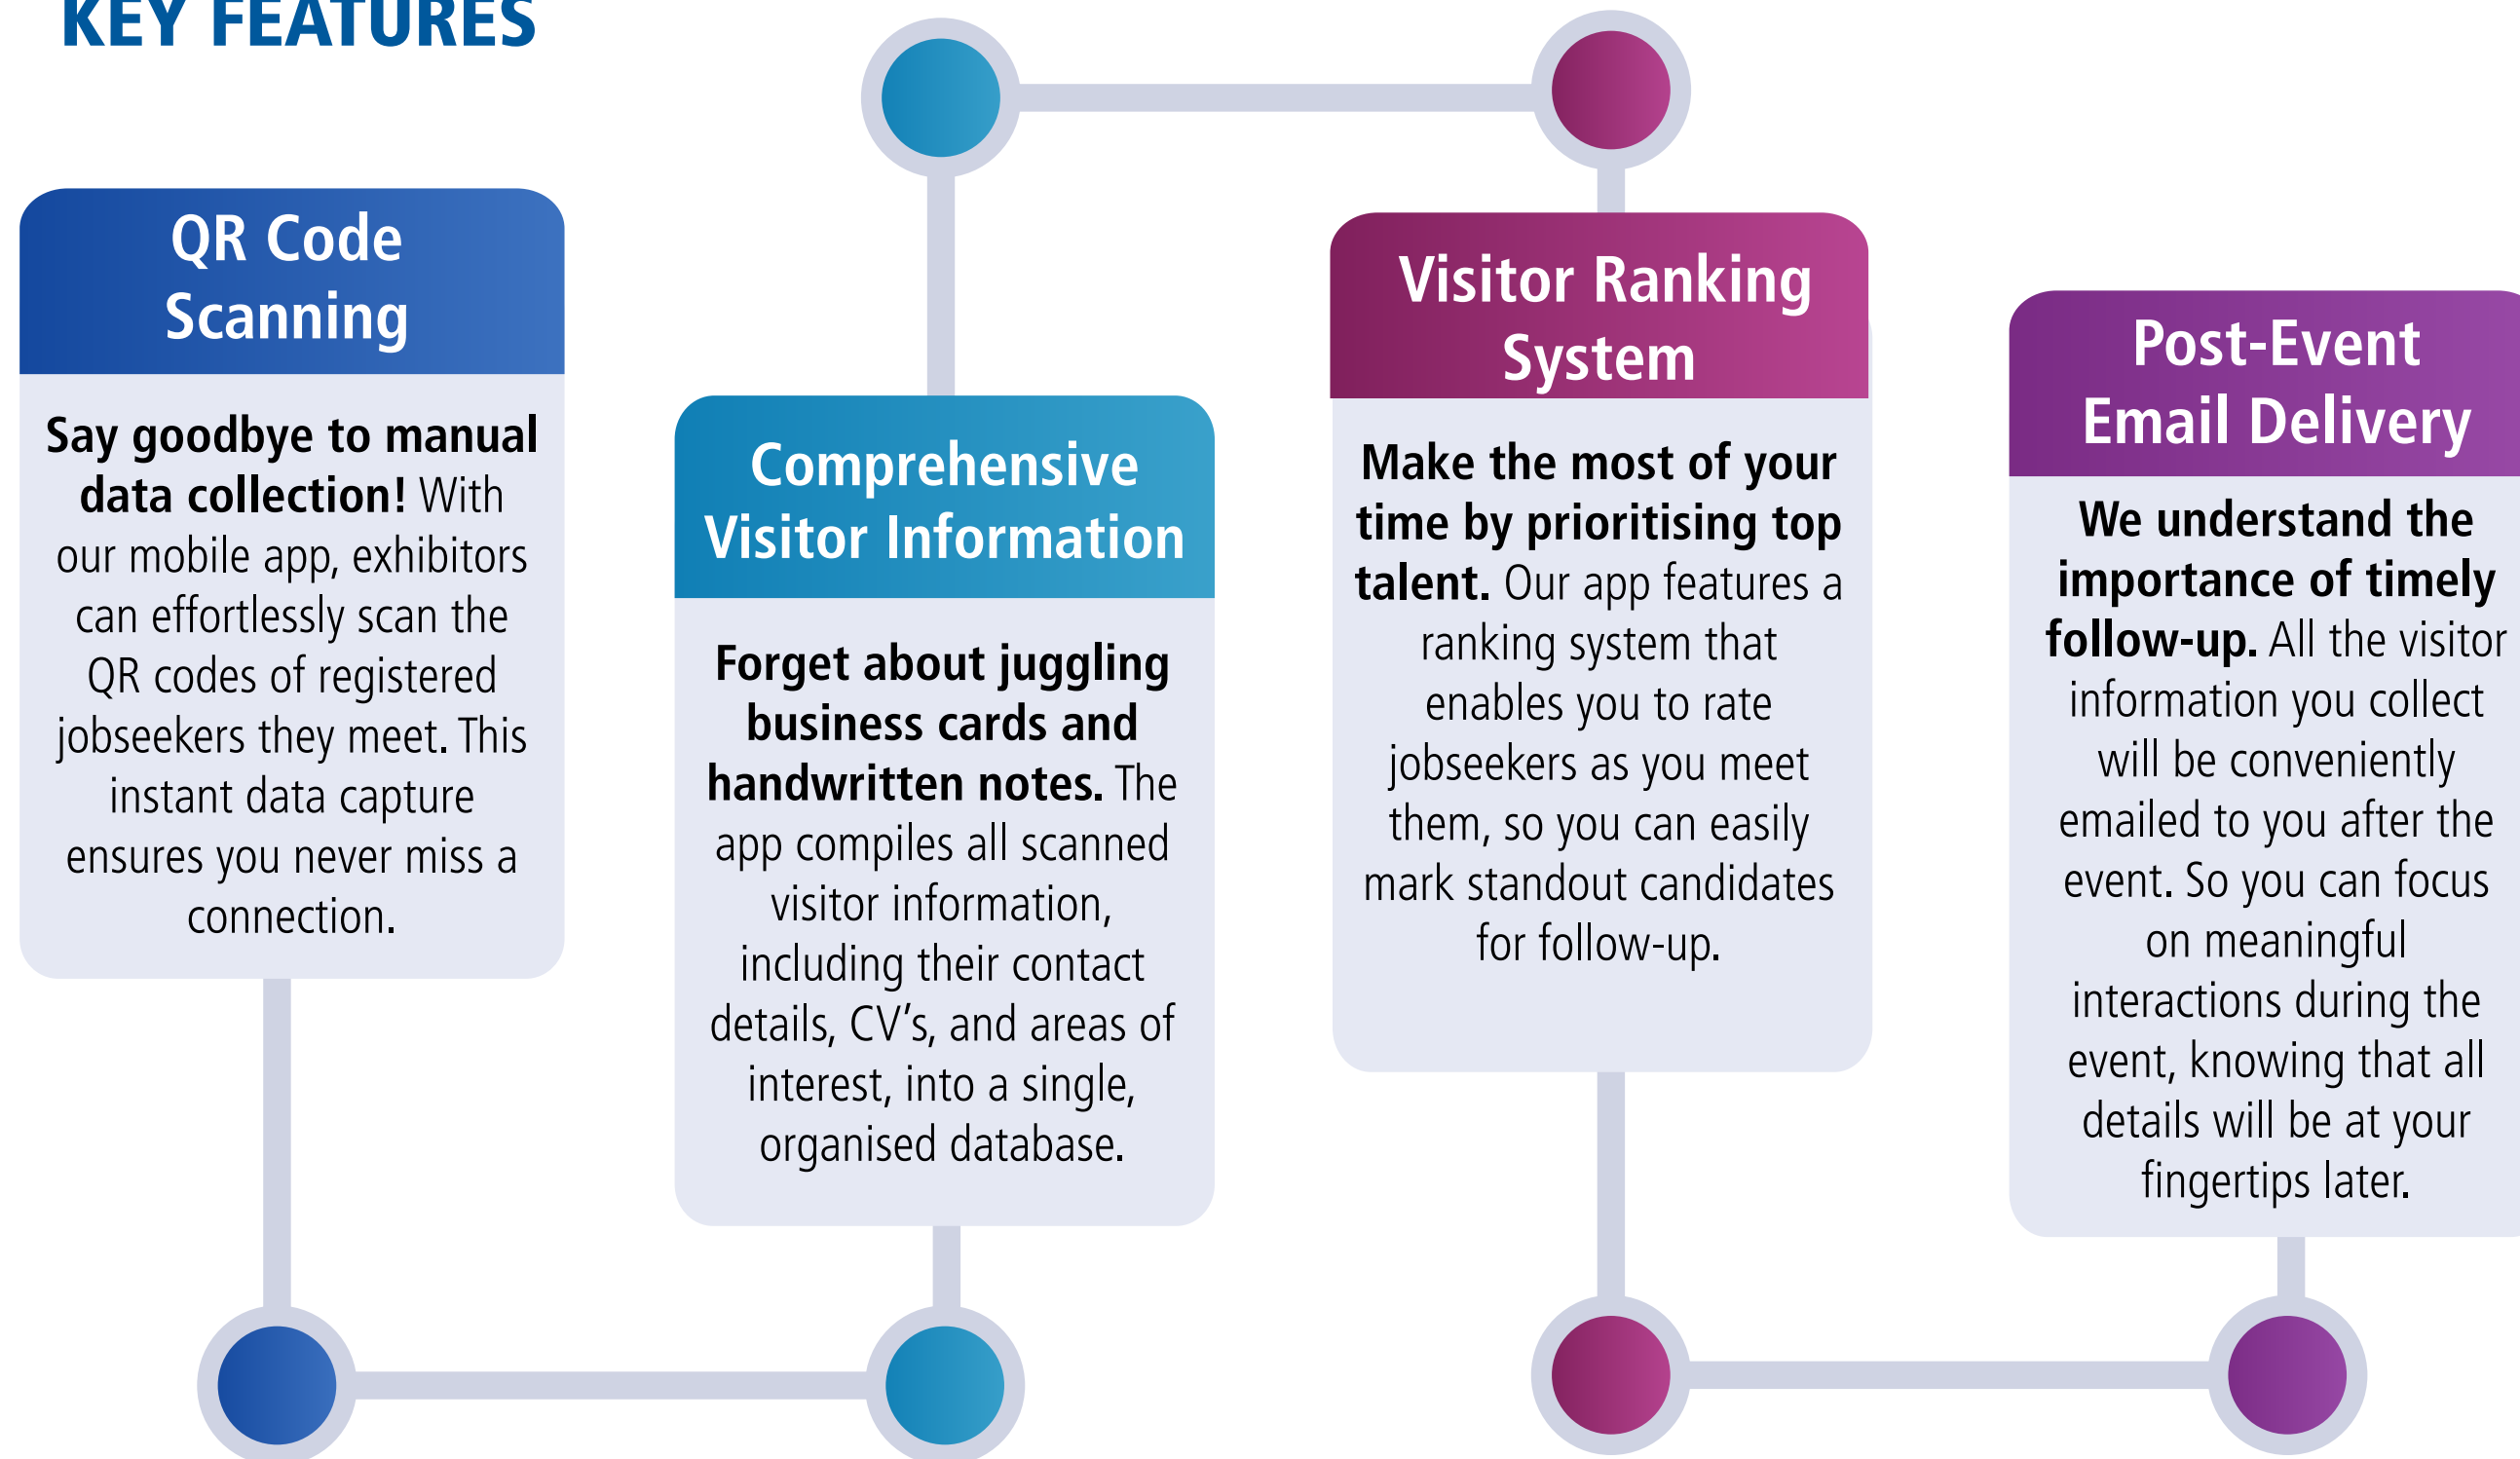 KEY FEATURES
QR Code
Scanning
Say goodbye to manual
data collection! With
our mobile app, exhibitors
can effortlessly scan the
QR codes of registered
jobseekers they meet. This
instant data capture
ensures you never miss a
connection.
Comprehensive
Visitor Information
Forget about juggling
business cards and
handwritten notes. The
app compiles all scanned
visitor information,
including their contact
details, CV’s, and areas of
interest, into a single,
organised database.
Visitor Ranking
System
Make the most of your
time by prioritising top
talent. Our app features a
ranking system that
enables you to rate
jobseekers as you meet
them, so you can easily
mark standout candidates
for follow-up.
Post-Event
Email Delivery
We understand the
importance of timely
follow-up. All the visitor
information you collect
will be conveniently
emailed to you after the
event. So you can focus
on meaningful
interactions during the
event, knowing that all
details will be at your
fingertips later.